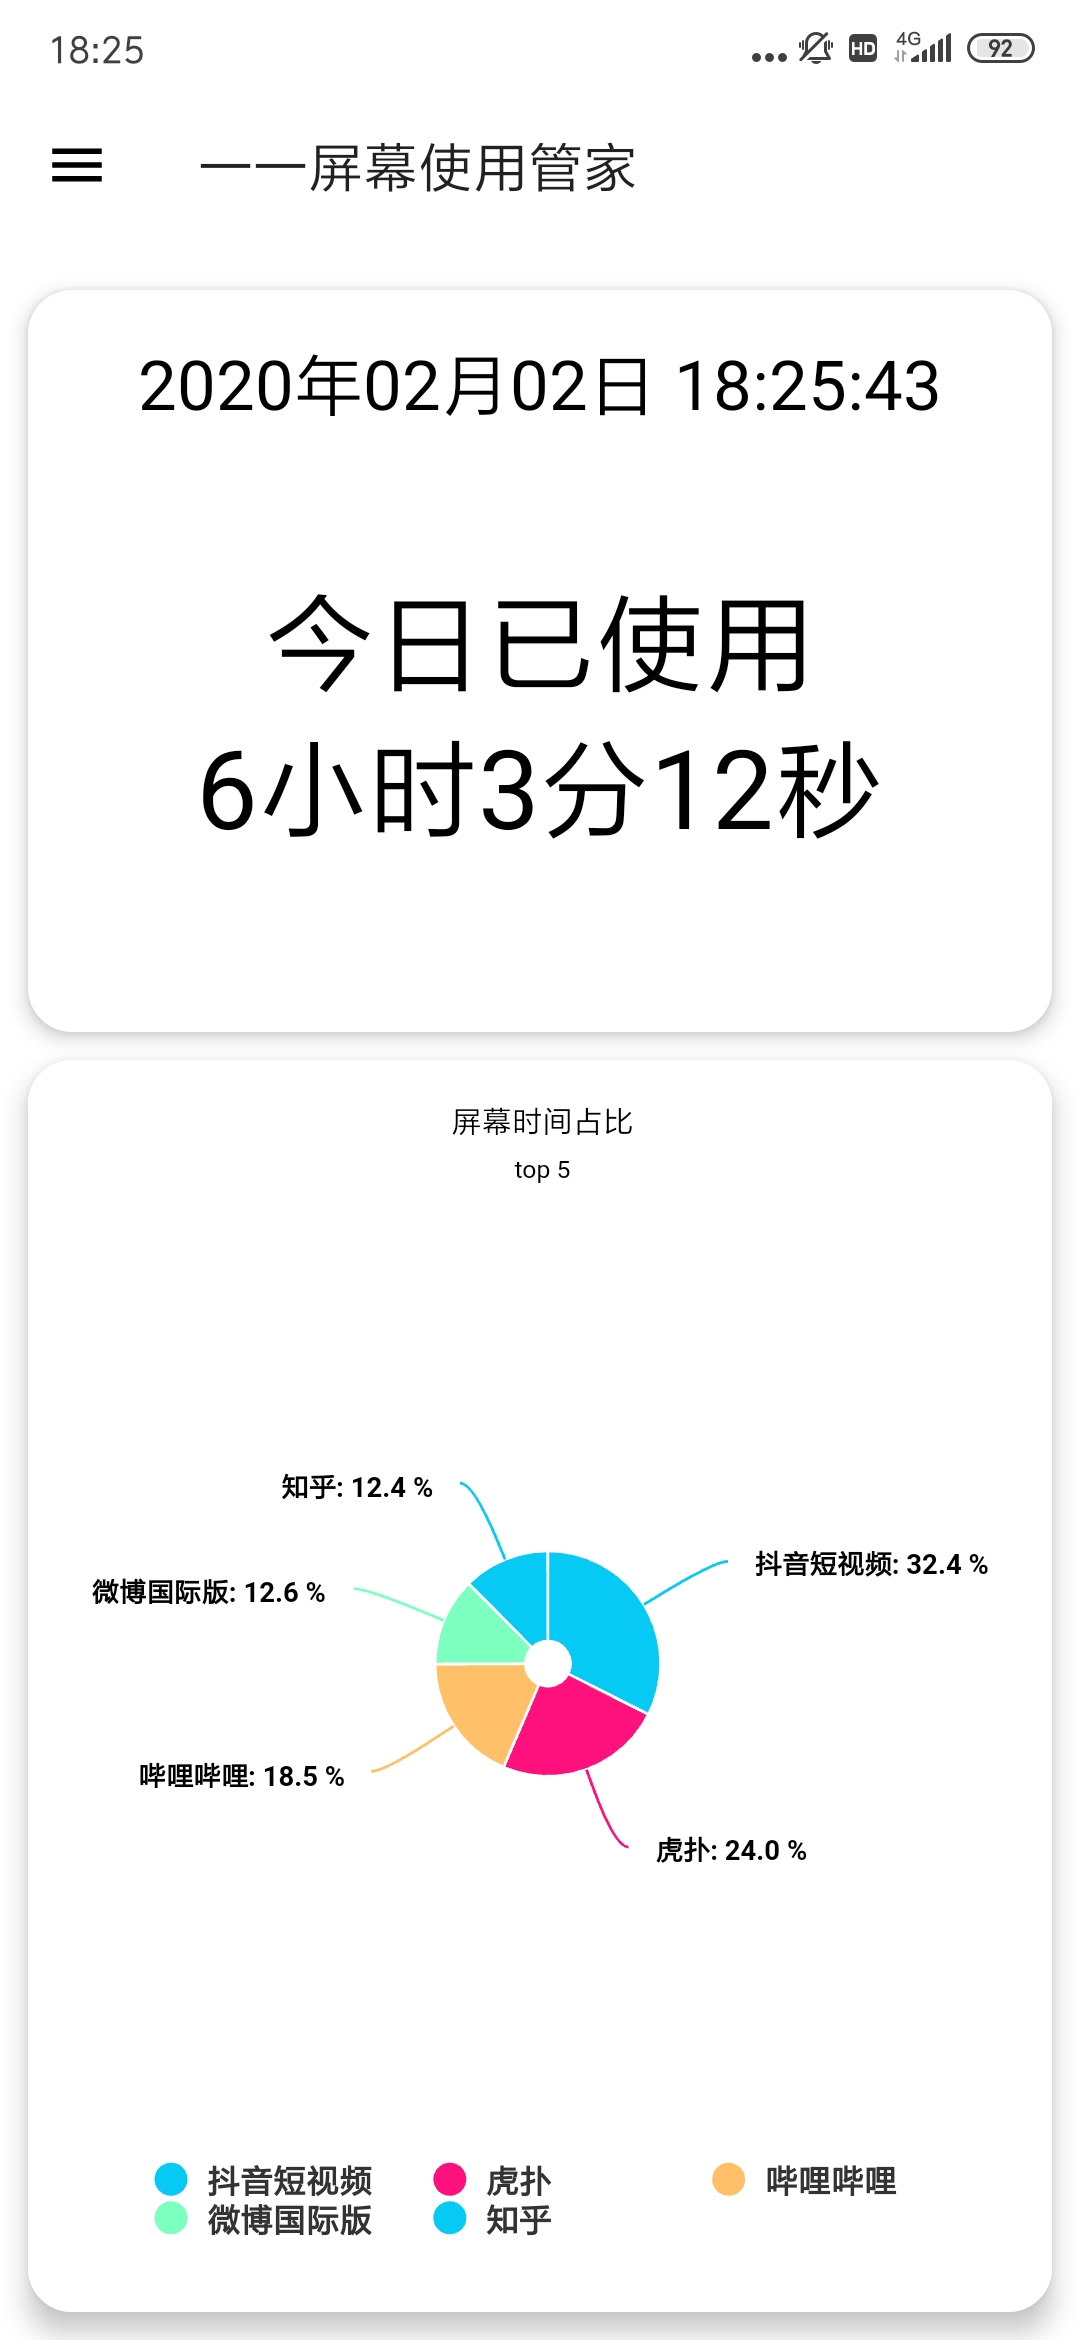 18:25
HD
4G
92
一一屏幕使用管家
2020年02月02日 18:25:43
今日已使用
6小时3分12秒
屏幕时间占比
top 5
知乎: 12.4 %
抖音短视频: 32.4 %
微博国际版: 12.6 %
哔哩哔哩: 18.5 %
虎扑: 24.0 %
抖音短视频 虎扑 哔哩哔哩
微博国际版 知乎